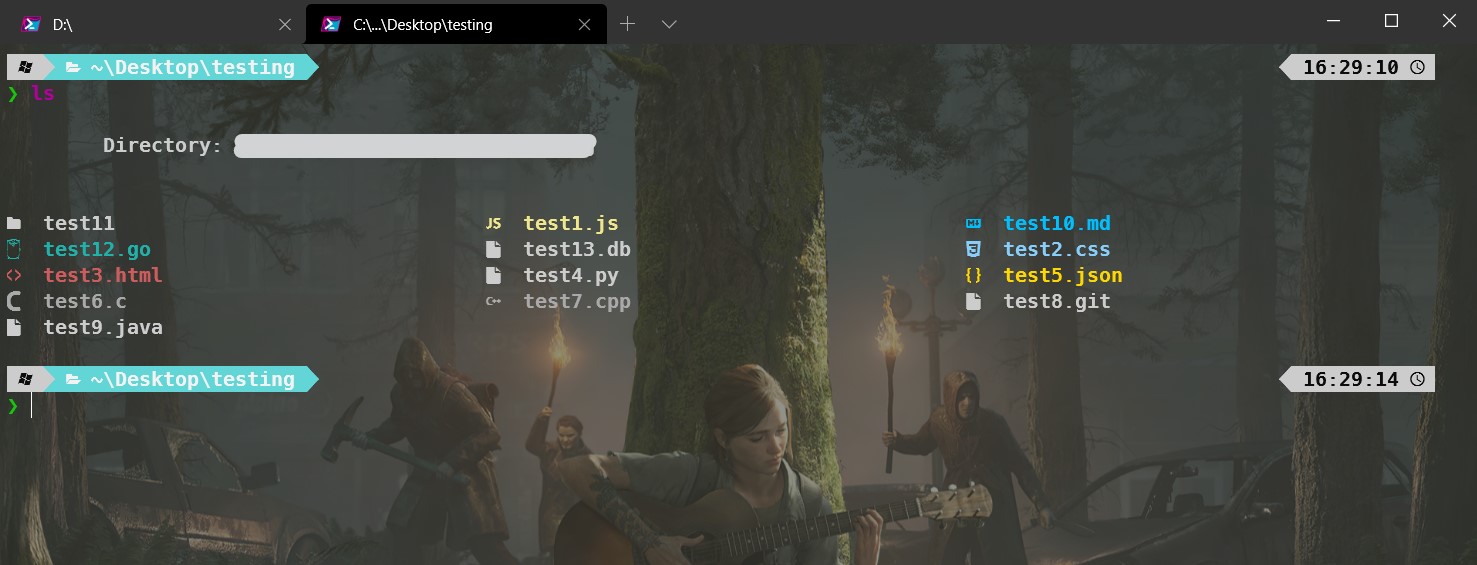 D:\ C:\...\Desktop\testing
~\Desktop\testing 16:29:10
❯ ls
Directory:
test11 JS test1.js M↓ test10.md
test12.go test13.db 3 test2.css
<> test3.html test4.py {} test5.json
C test6.c C++ test7.cpp test8.git
test9.java
~\Desktop\testing 16:29:14
❯